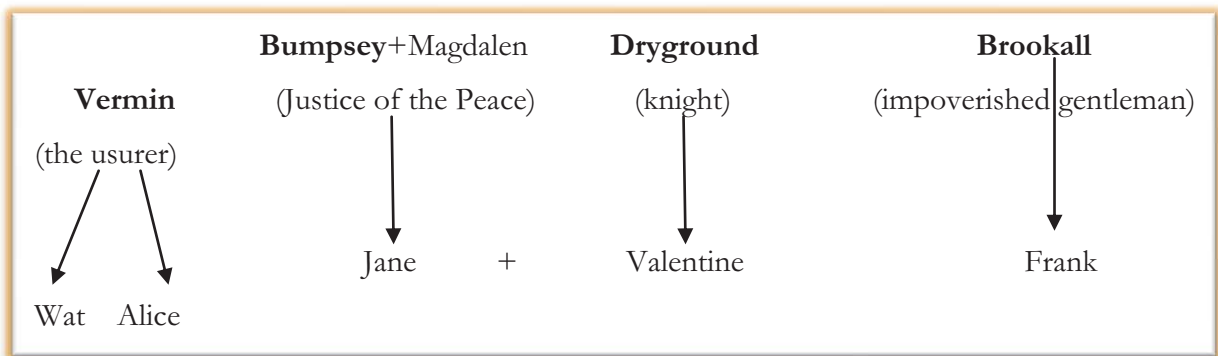 Bumpsey+Magdalen Dryground Brookall
Vermin (Justice of the Peace) (knight) (impoverished gentleman)
(the usurer)
Jane + Valentine Frank
Wat Alice